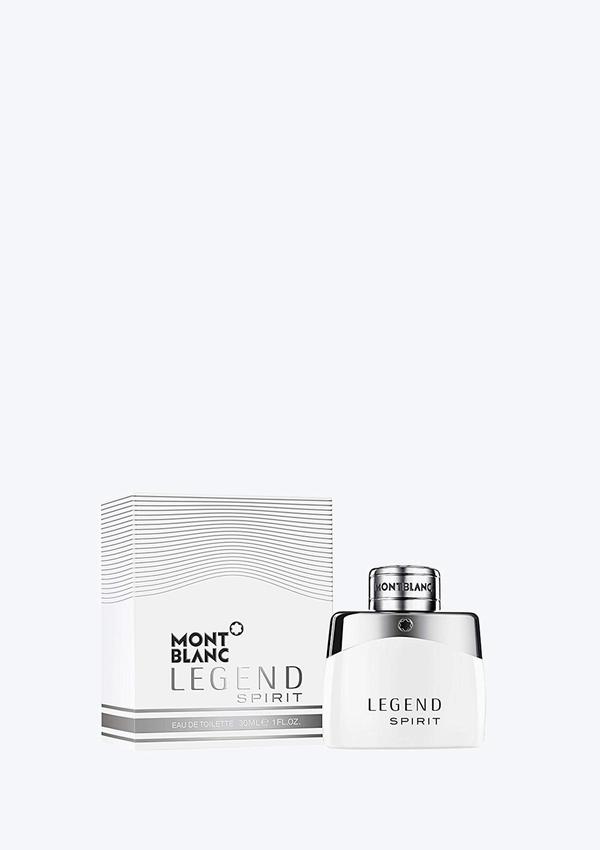 MONT
BLANC
LEGEND
SPIRIT
EAU DE TOILETTE 30ML℮ 1FL.OZ.
MONTBLANC
LEGEND
SPIRIT